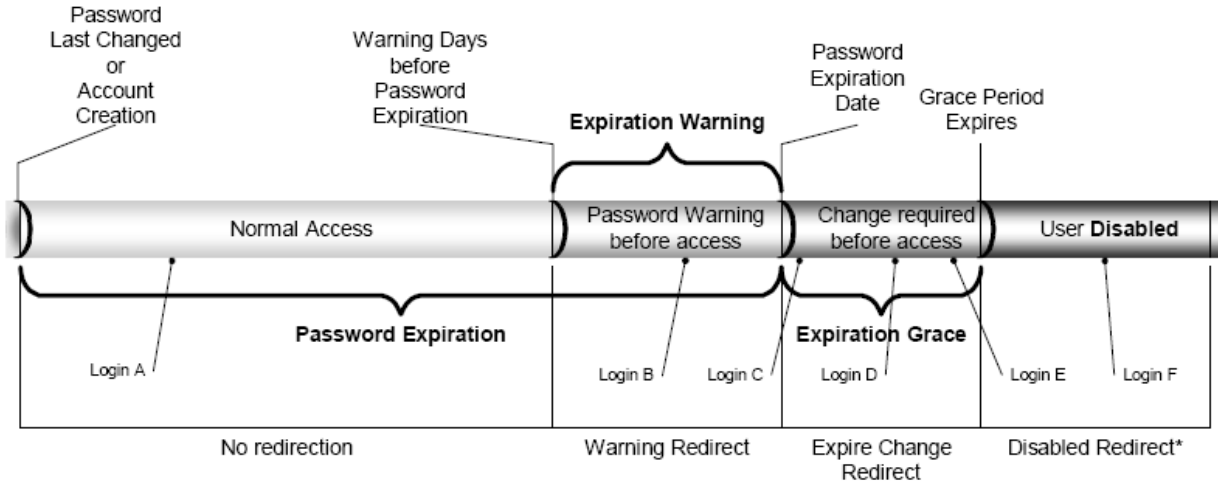 Password
Last Changed
or
Account
Creation
Warning Days
before
Password
Expiration
Expiration Warning
Password
Expiration
Date
Grace Period
Expires
Normal Access
Password Warning
before access
Change required
before access
User Disabled
Password Expiration
Expiration Grace
Login A
Login B
Login C
Login D
Login E
Login F
No redirection
Warning Redirect
Expire Change
Redirect
Disabled Redirect*